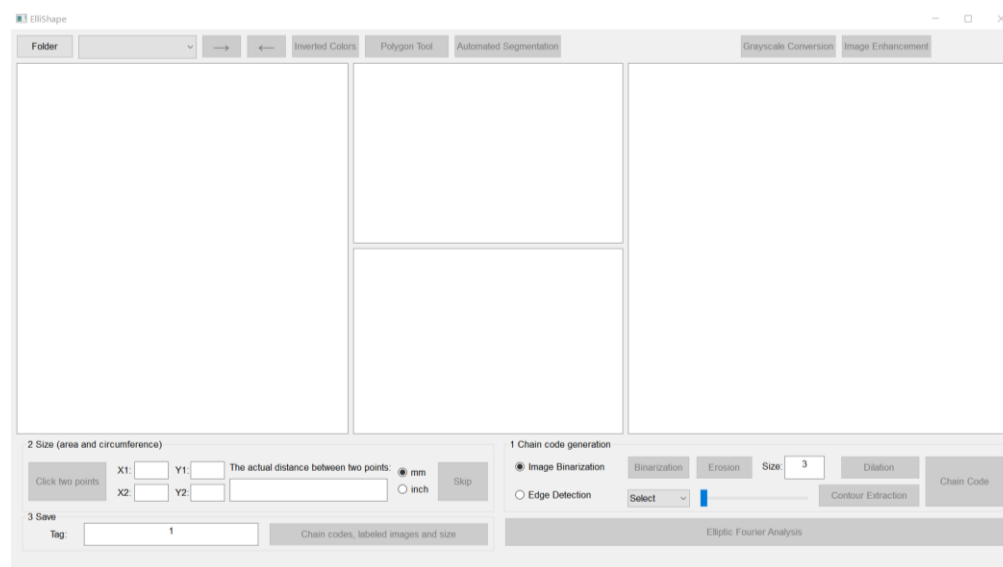 ElliShape
Folder → ← Inverted Colors Polygon Tool Automated Segmentation Grayscale Conversion Image Enhancement
2 Size (area and circumference)
Click two points X1: Y1: The actual distance between two points: mm Skip
X2: Y2: inch
3 Save
Tag: 1 Chain codes, labeled images and size
1 Chain code generation
Image Binarization Binarization Erosion Size: 3 Dilation Chain Code
Edge Detection Select Contour Extraction
Elliptic Fourier Analysis